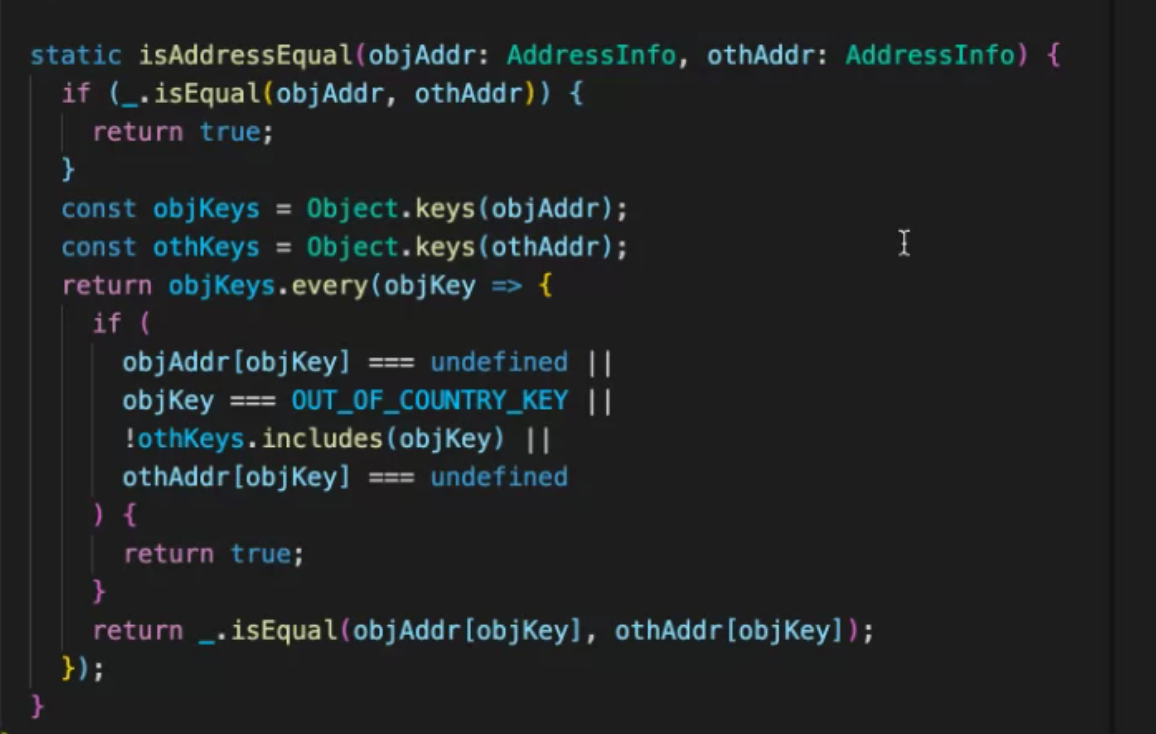 static isAddressEqual(objAddr: AddressInfo, othAddr: AddressInfo) {
if (_.isEqual(objAddr, othAddr)) {
return true;
}
const objKeys = Object.keys(objAddr);
const othKeys = Object.keys(othAddr);
return objKeys.every(objKey => {
if (
objAddr[objKey] === undefined ||
objKey === OUT_OF_COUNTRY_KEY ||
!othKeys.includes(objKey) ||
othAddr[objKey] === undefined
) {
return true;
}
return _.isEqual(objAddr[objKey], othAddr[objKey]);
});
}